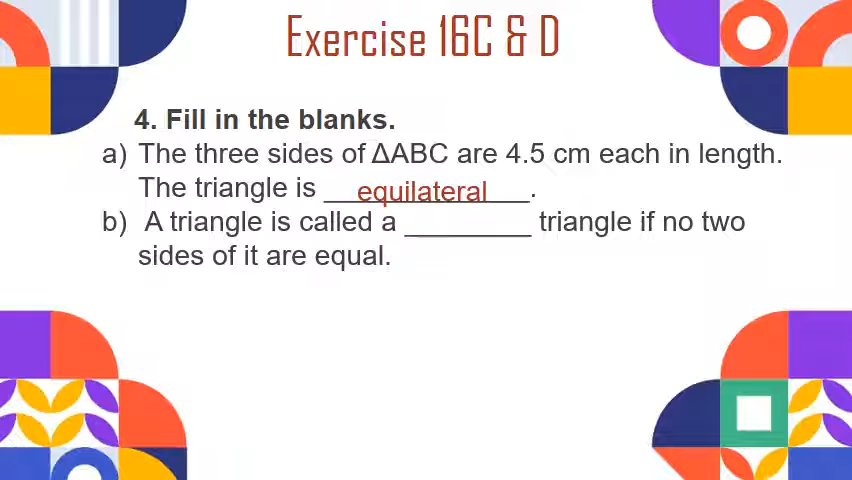 Exercise 16C & D
4. Fill in the blanks.
a) The three sides of ΔABC are 4.5 cm each in length.
The triangle is _____equilateral_____.
b) A triangle is called a ________ triangle if no two
sides of it are equal.